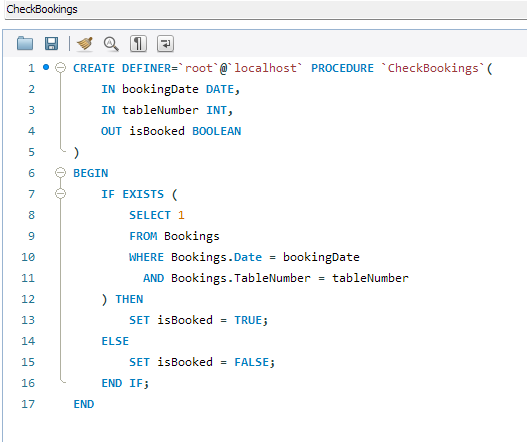 CheckBookings
1 CREATE DEFINER=`root`@`localhost` PROCEDURE `CheckBookings`(
2 IN bookingDate DATE,
3 IN tableNumber INT,
4 OUT isBooked BOOLEAN
5 )
6 BEGIN
7 IF EXISTS (
8 SELECT 1
9 FROM Bookings
10 WHERE Bookings.Date = bookingDate
11 AND Bookings.TableNumber = tableNumber
12 ) THEN
13 SET isBooked = TRUE;
14 ELSE
15 SET isBooked = FALSE;
16 END IF;
17 END